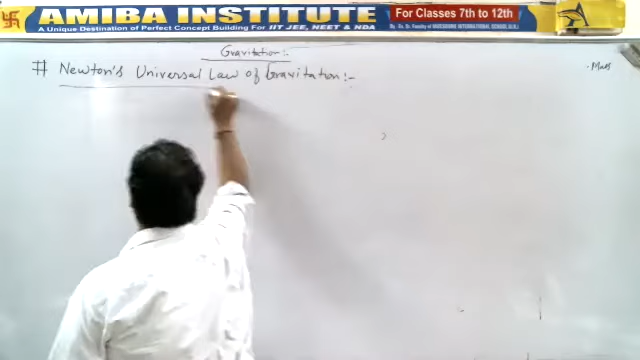 AMIBA INSTITUTE
For Classes 7th to 12th
A Unique Destination of Perfect Concept Building For IIT JEE, NEET & NDA
Gravitation:-
# Newton's Universal Law of Gravitation:-
Mass